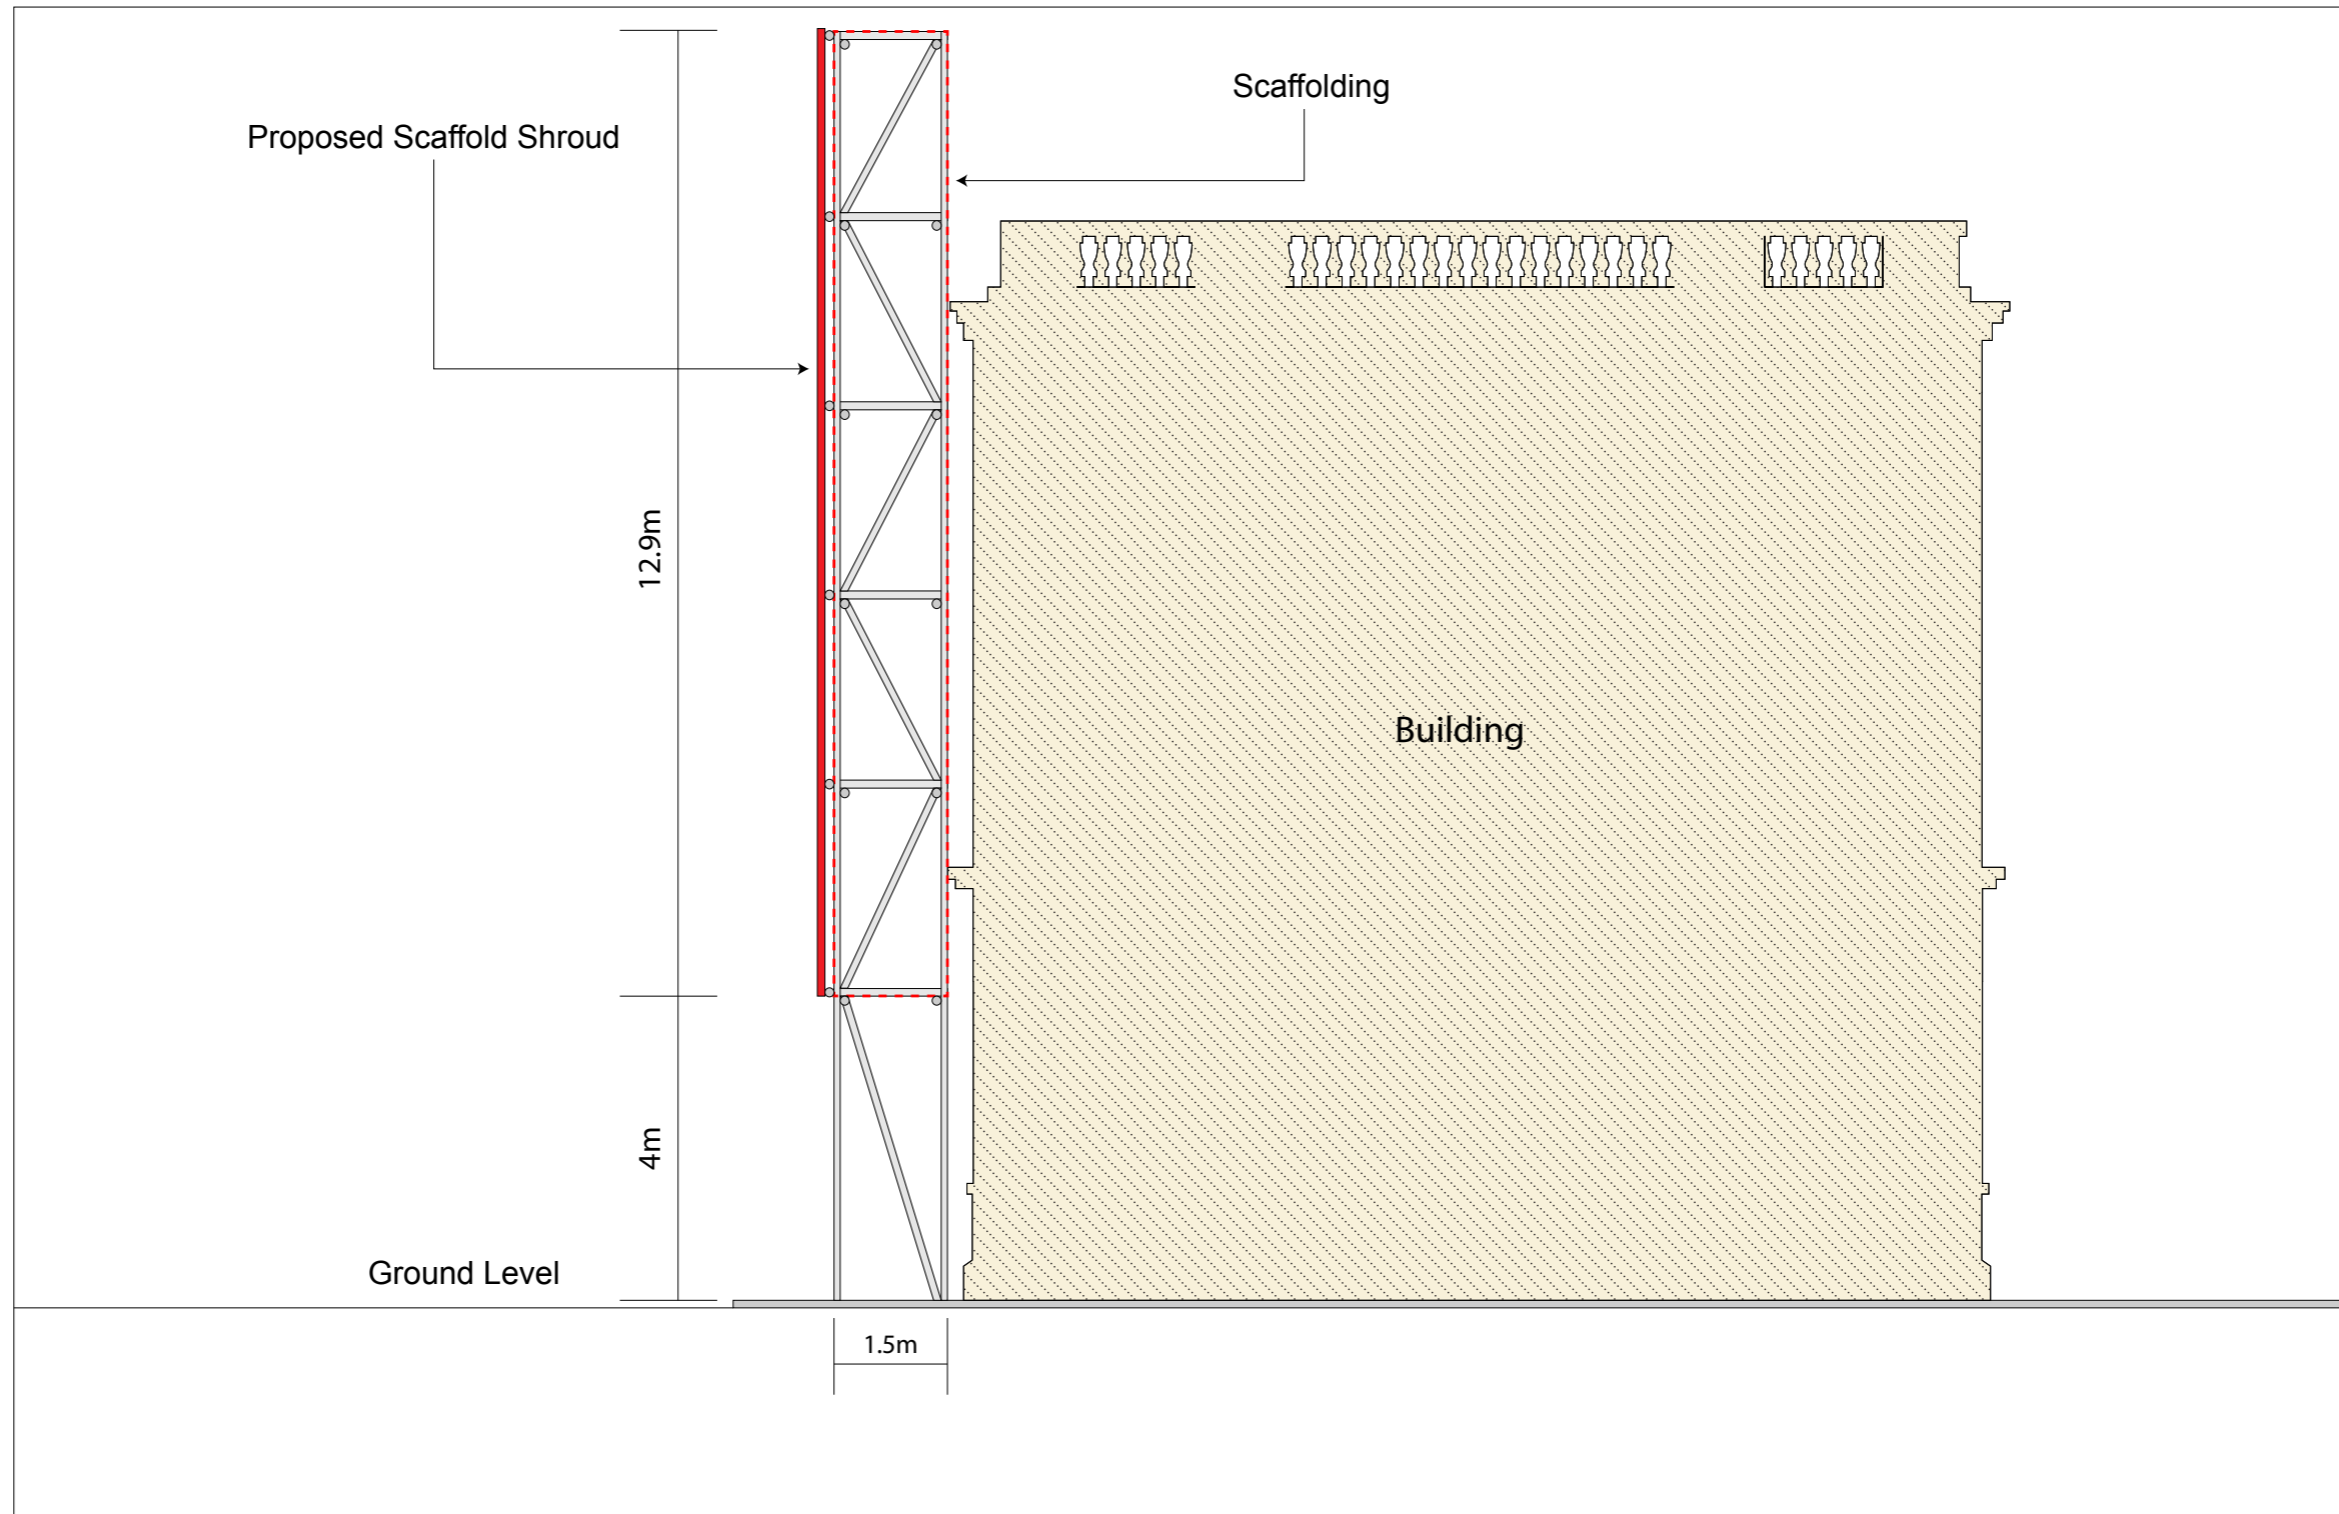 Scaffolding
Proposed Scaffold Shroud
12.9m
Building
4m
Ground Level
1.5m